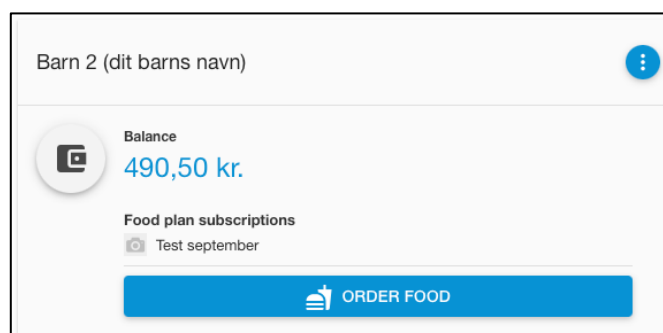 Barn 2 (dit barns navn)
Balance
490,50 kr.
Food plan subscriptions
Test september
ORDER FOOD